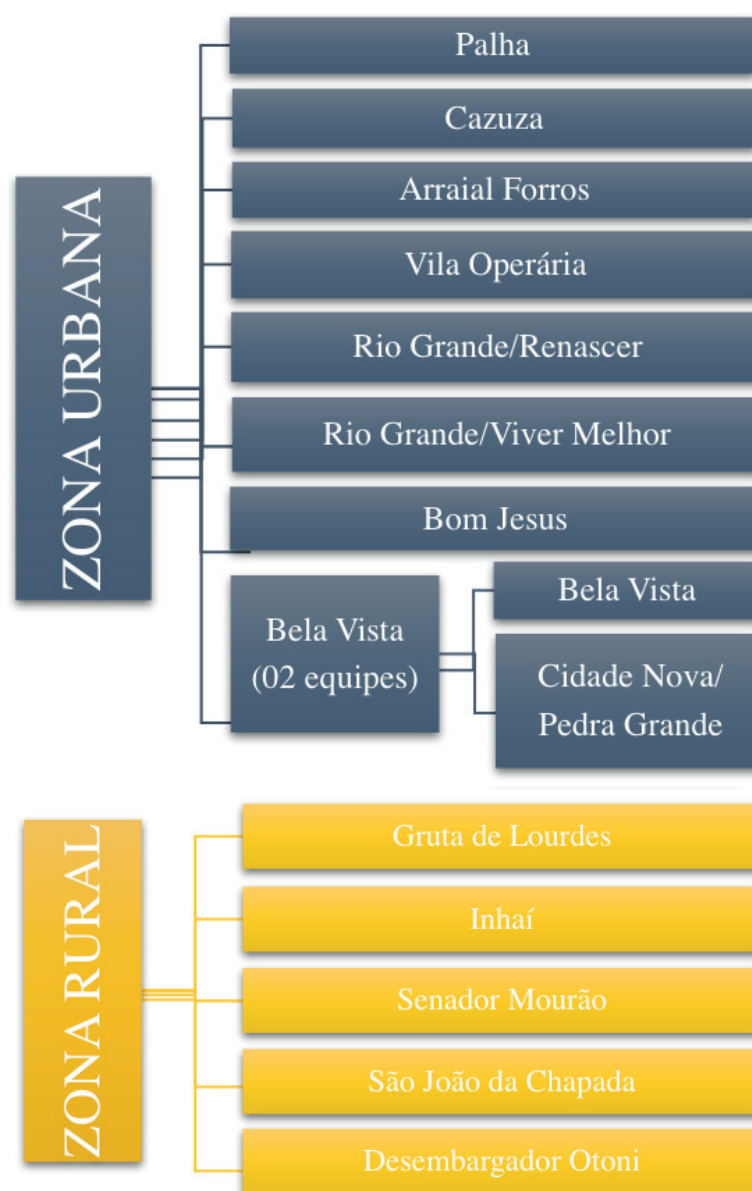 ZONA URBANA
Palha
Cazuza
Arraial Forros
Vila Operária
Rio Grande/Renascer
Rio Grande/Viver Melhor
Bom Jesus
Bela Vista
(02 equipes)
Bela Vista
Cidade Nova/
Pedra Grande
ZONA RURAL
Gruta de Lourdes
Inhaí
Senador Mourão
São João da Chapada
Desembargador Otoni